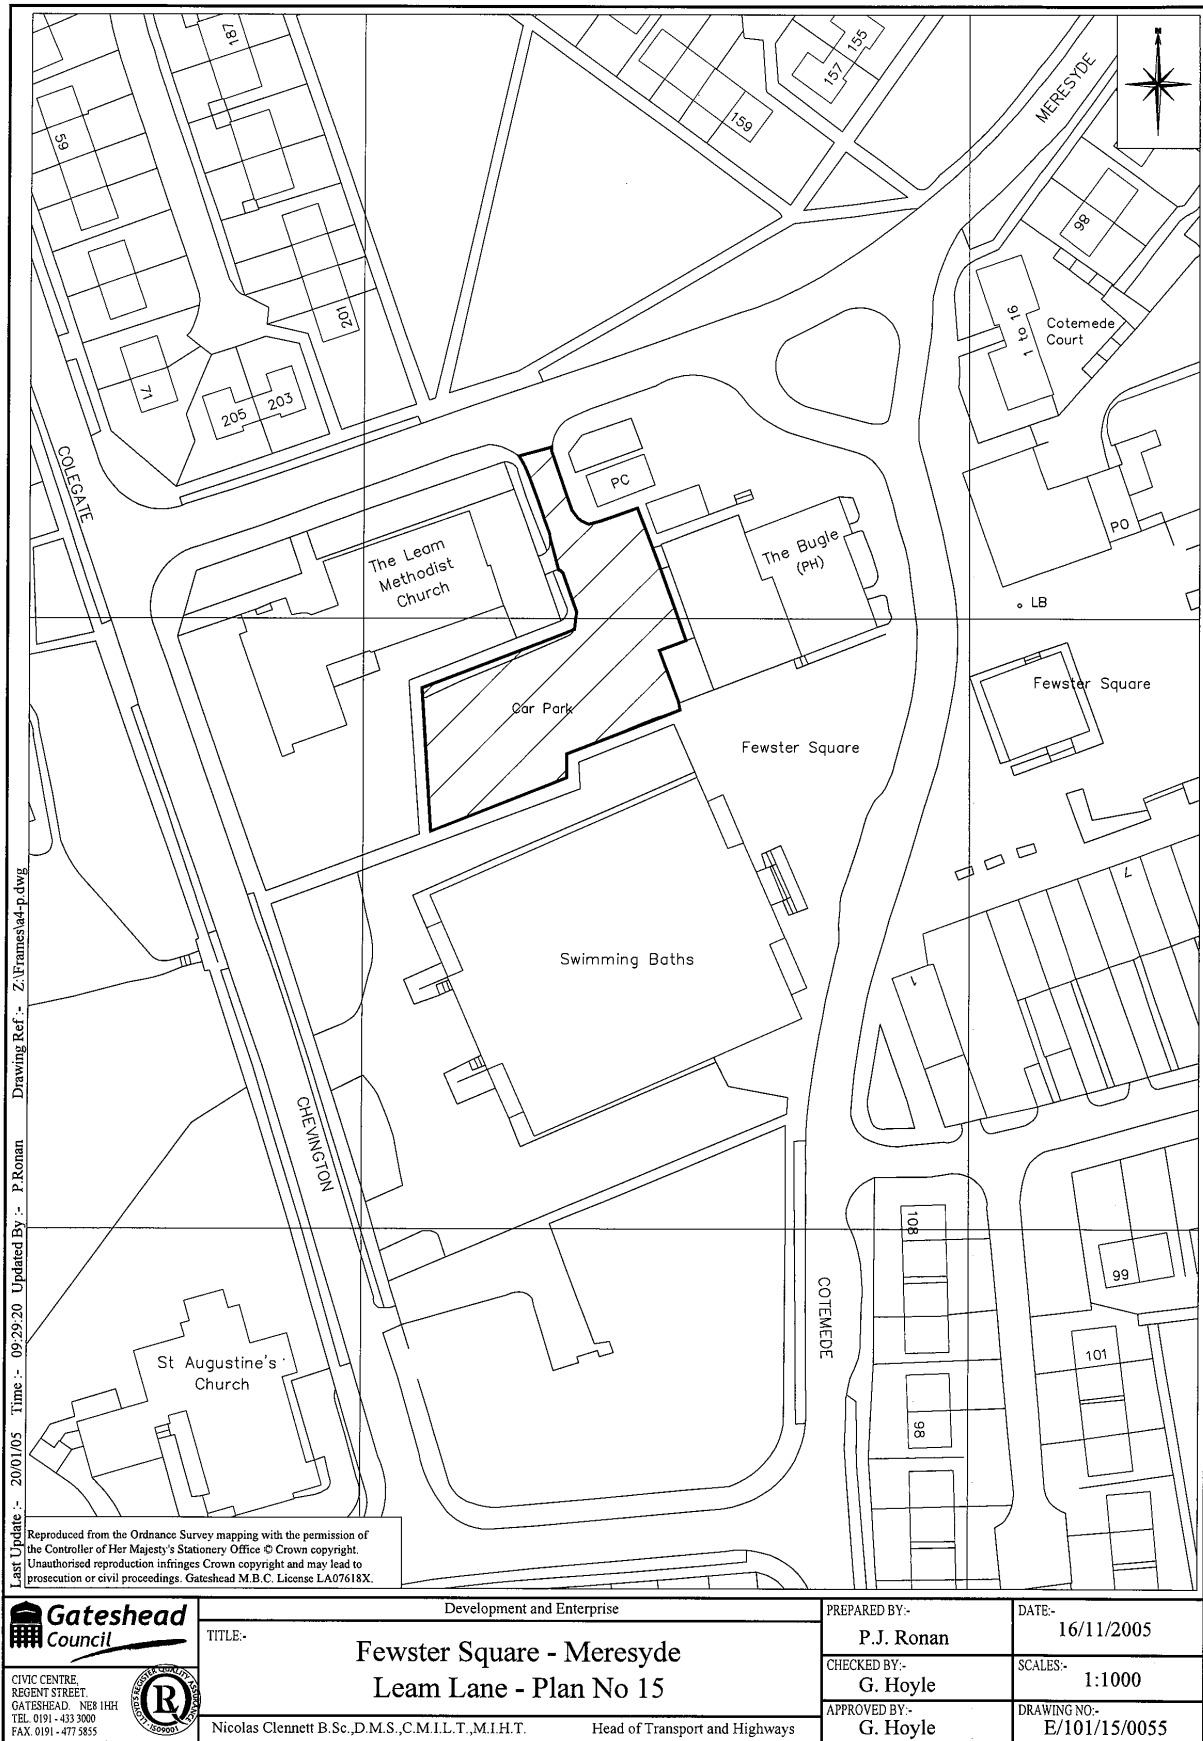 N
187
59
155
157
159
MERESYDE
98
201
1 to 16
Cotemede
Court
71
205
203
COLEGATE
PC
PO
The Leam
Methodist
Church
The Bugle
(PH)
LB
Car Park
Fewster Square
Fewster Square
7
1
Swimming Baths
CHEVINGTON
108
99
COTEMEDE
101
98
St Augustine's
Church
Last Update :- 20/01/05 Time :- 09:29:20 Updated By :- P.Ronan Drawing Ref :- Z:\Frames\a4-p.dwg
Reproduced from the Ordnance Survey mapping with the permission of
the Controller of Her Majesty's Stationery Office © Crown copyright.
Unauthorised reproduction infringes Crown copyright and may lead to
prosecution or civil proceedings. Gateshead M.B.C. License LA07618X.
Gateshead
Council
CIVIC CENTRE,
REGENT STREET.
GATESHEAD. NE8 1HH
TEL. 0191 - 433 3000
FAX. 0191 - 477 5855
LLOYD'S REGISTER QUALITY ASSURANCE
R
ISO9001
Development and Enterprise
TITLE:-
Fewster Square - Meresyde
Leam Lane - Plan No 15
Nicolas Clennett B.Sc.,D.M.S.,C.M.I.L.T.,M.I.H.T. Head of Transport and Highways
PREPARED BY:-
P.J. Ronan
DATE:-
16/11/2005
CHECKED BY:-
G. Hoyle
SCALES:-
1:1000
APPROVED BY:-
G. Hoyle
DRAWING NO:-
E/101/15/0055